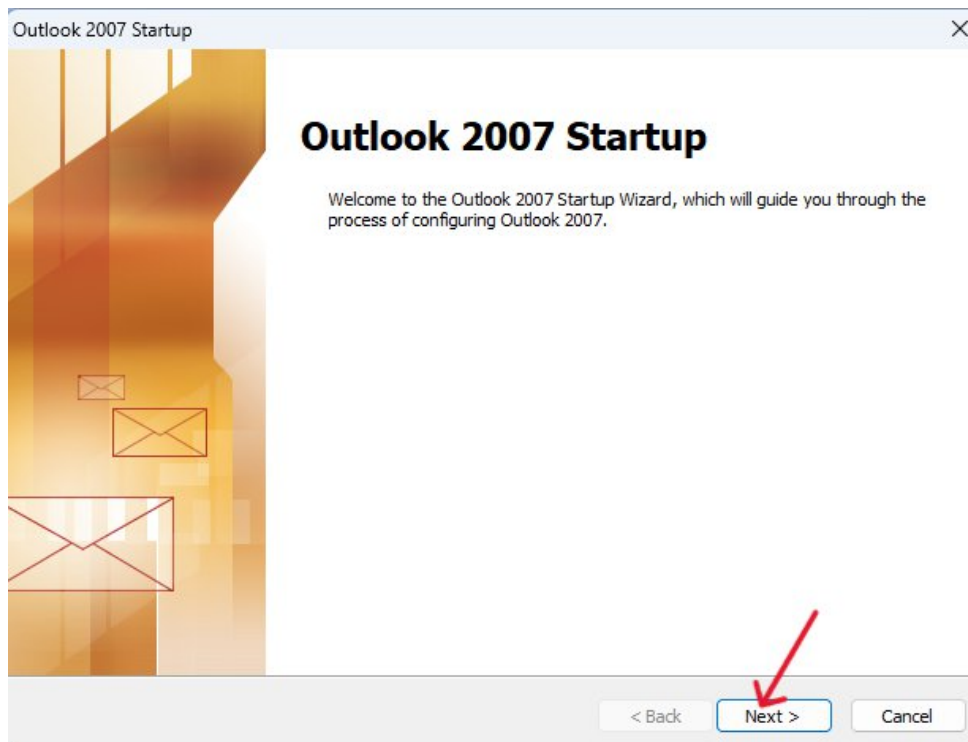 Outlook 2007 Startup
Outlook 2007 Startup
Welcome to the Outlook 2007 Startup Wizard, which will guide you through the
process of configuring Outlook 2007.
< Back
Next >
Cancel